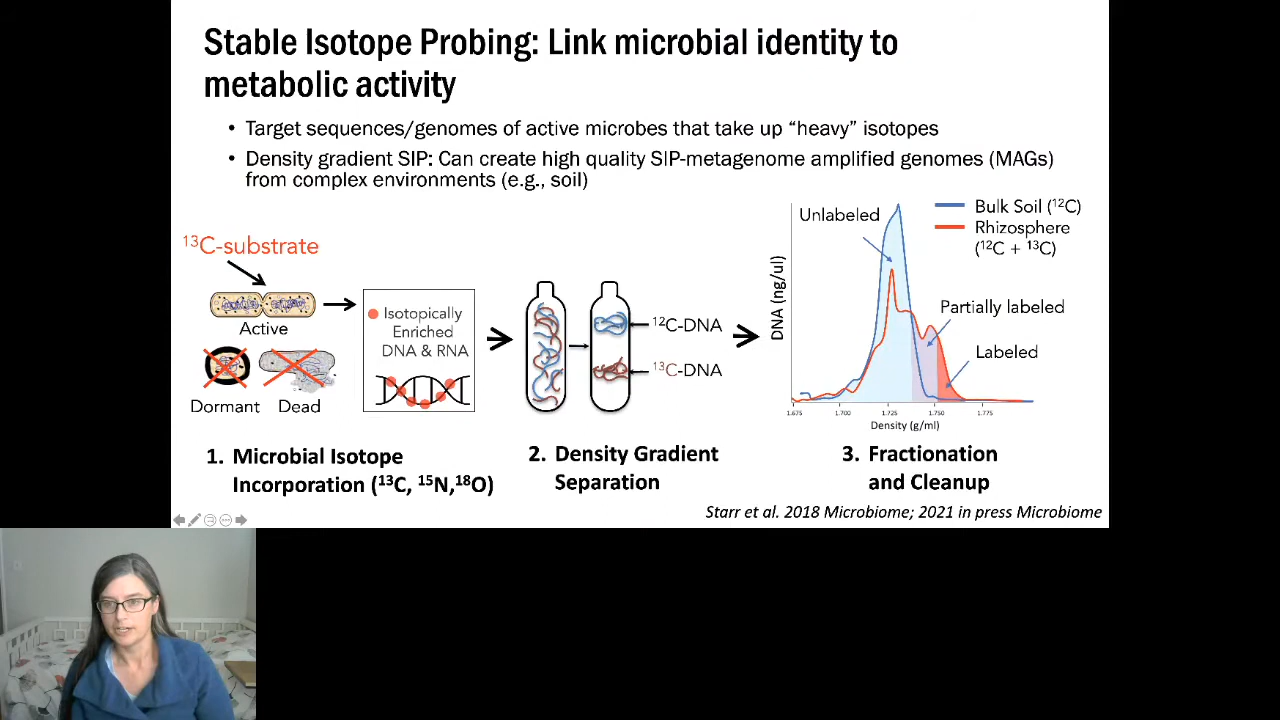 Stable Isotope Probing: Link microbial identity to
metabolic activity
• Target sequences/genomes of active microbes that take up “heavy” isotopes
• Density gradient SIP: Can create high quality SIP-metagenome amplified genomes (MAGs)
from complex environments (e.g., soil)
¹³C-substrate
Active
Dormant
Dead
Isotopically
Enriched
DNA & RNA
1. Microbial Isotope
Incorporation (¹³C, ¹⁵N,¹⁸O)
¹²C-DNA
¹³C-DNA
2. Density Gradient
Separation
Unlabeled
Bulk Soil (¹²C)
Rhizosphere
(¹²C + ¹³C)
Partially labeled
Labeled
DNA (ng/ul)
1.675 1.700 1.725 1.750 1.775
Density (g/ml)
3. Fractionation
and Cleanup
Starr et al. 2018 Microbiome; 2021 in press Microbiome